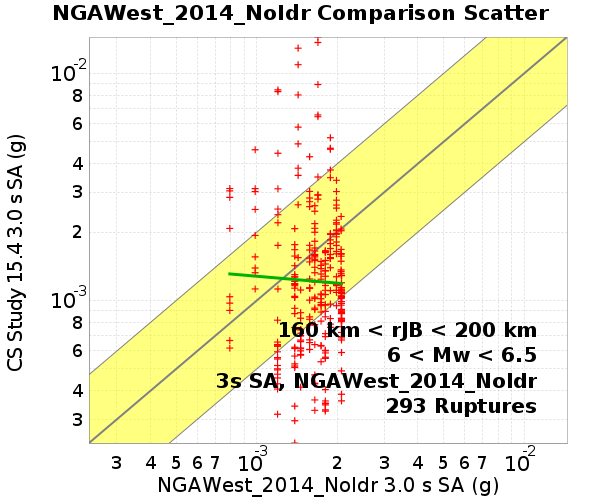 NGAWest_2014_NoIdr Comparison Scatter
10-2
8
6
4
3
2
10-3
8
6
4
3
CS Study 15.4 3.0 s SA (g)
160 km < rJB < 200 km
6 < Mw < 6.5
3s SA, NGAWest_2014_NoIdr
293 Ruptures
3 4 5 6 7 10-3 2 3 4 5 6 7 10-2
NGAWest_2014_NoIdr 3.0 s SA (g)